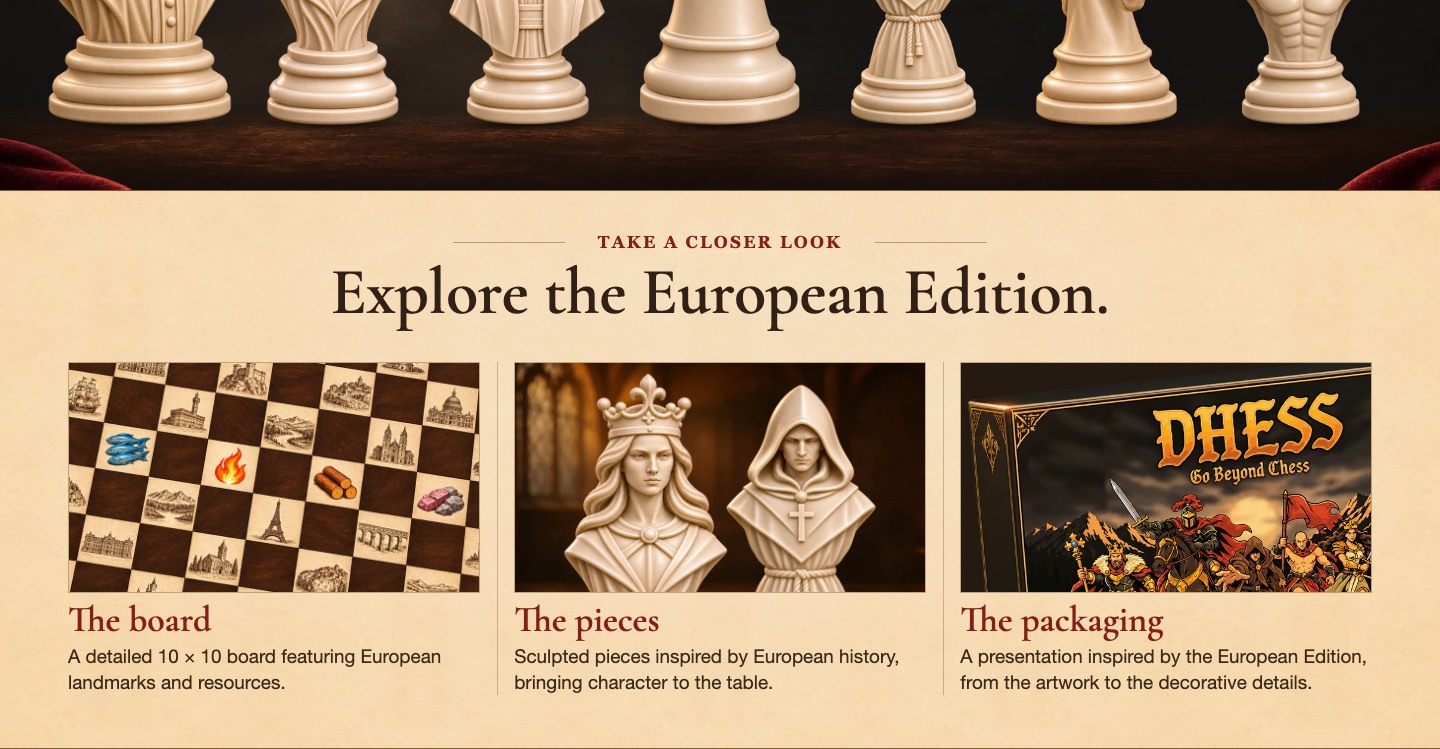 TAKE A CLOSER LOOK
Explore the European Edition.
DHESS
Go Beyond Chess
The board
A detailed 10 × 10 board featuring European
landmarks and resources.
The pieces
Sculpted pieces inspired by European history,
bringing character to the table.
The packaging
A presentation inspired by the European Edition,
from the artwork to the decorative details.